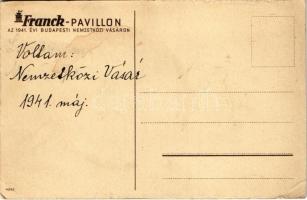 Franck-PAVILLON
AZ 1941. ÉVI BUDAPESTI NEMZETKÖZI VÁSÁRON
Voltam:
Nemzetközi Vásár
1941. máj.